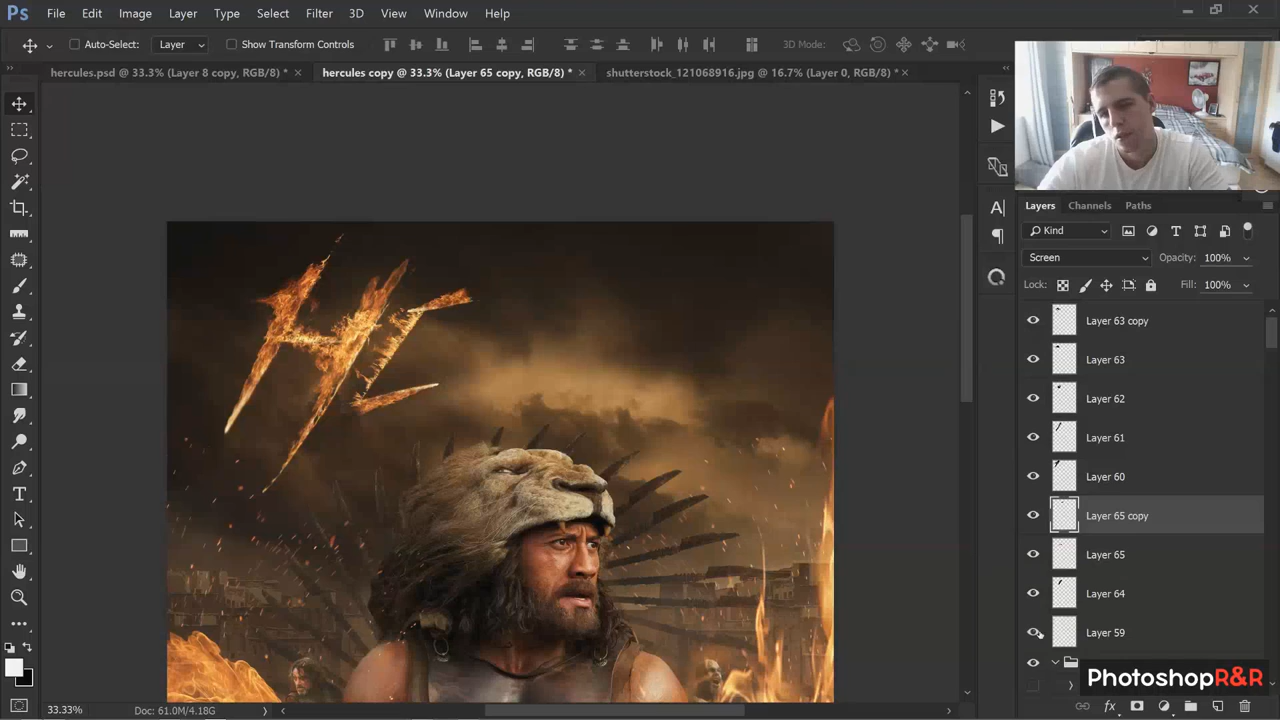 Ps File Edit Image Layer Type Select Filter 3D View Window Help
Auto-Select: Layer Show Transform Controls 3D Mode:
hercules.psd @ 33.3% (Layer 8 copy, RGB/8) * × hercules copy @ 33.3% (Layer 65 copy, RGB/8) * × shutterstock_121068916.jpg @ 16.7% (Layer 0, RGB/8) * ×
HE
Layers Channels Paths
Kind
Screen Opacity: 100%
Lock: Fill: 100%
Layer 63 copy
Layer 63
Layer 62
Layer 61
Layer 60
Layer 65 copy
Layer 65
Layer 64
Layer 59
PhotoshopR&R
33.33% Doc: 61.0M/4.18G